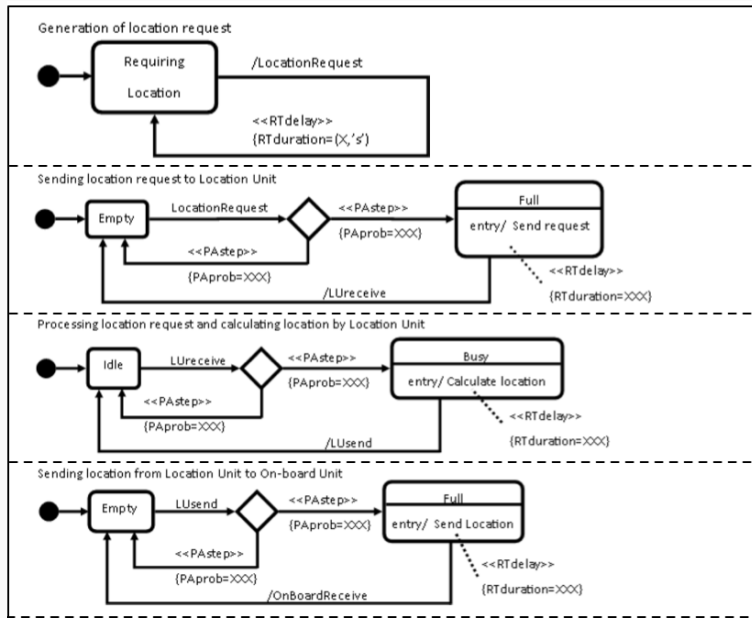 Generation of location request
Requiring
Location
/LocationRequest
<<RTdelay>>
{RTduration=(X,'s')
Sending location request to Location Unit
Empty
LocationRequest
<<PAstep>>
{PAprob=XXX}
<<PAstep>>
{PAprob=XXX}
Full
entry/ Send request
<<RTdelay>>
{RTduration=XXX}
/LUreceive
Processing location request and calculating location by Location Unit
Idle
LUreceive
<<PAstep>>
{PAprob=XXX}
<<PAstep>>
{PAprob=XXX}
Busy
entry/ Calculate location
<<RTdelay>>
{RTduration=XXX}
/LUsend
Sending location from Location Unit to On-board Unit
Empty
LUsend
<<PAstep>>
{PAprob=XXX}
<<PAstep>>
{PAprob=XXX}
Full
entry/ Send Location
<<RTdelay>>
{RTduration=XXX}
/OnBoardReceive